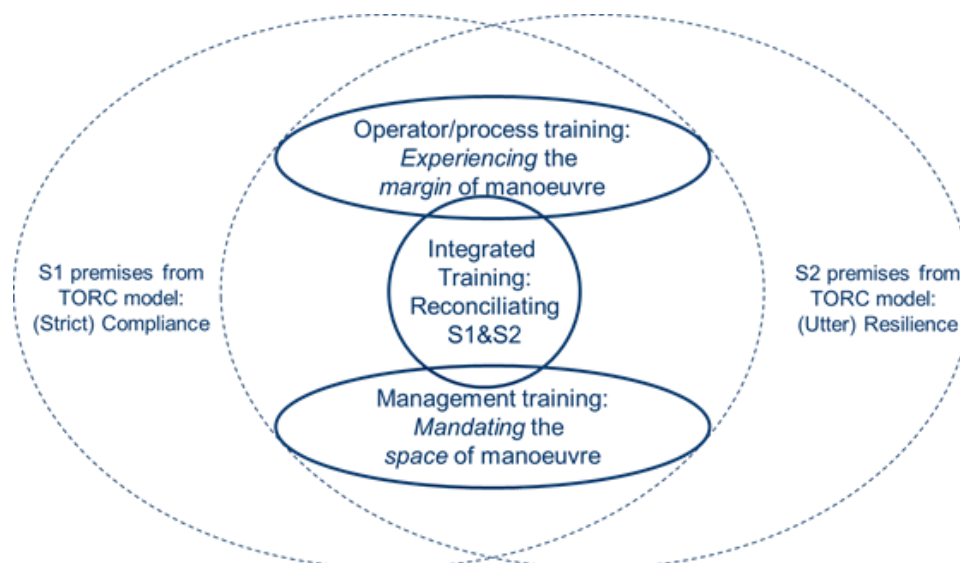 Operator/process training:
Experiencing the
margin of manoeuvre
Integrated
Training:
Reconciliating
S1&S2
S1 premises from
TORC model:
(Strict) Compliance
S2 premises from
TORC model:
(Utter) Resilience
Management training:
Mandating the
space of manoeuvre